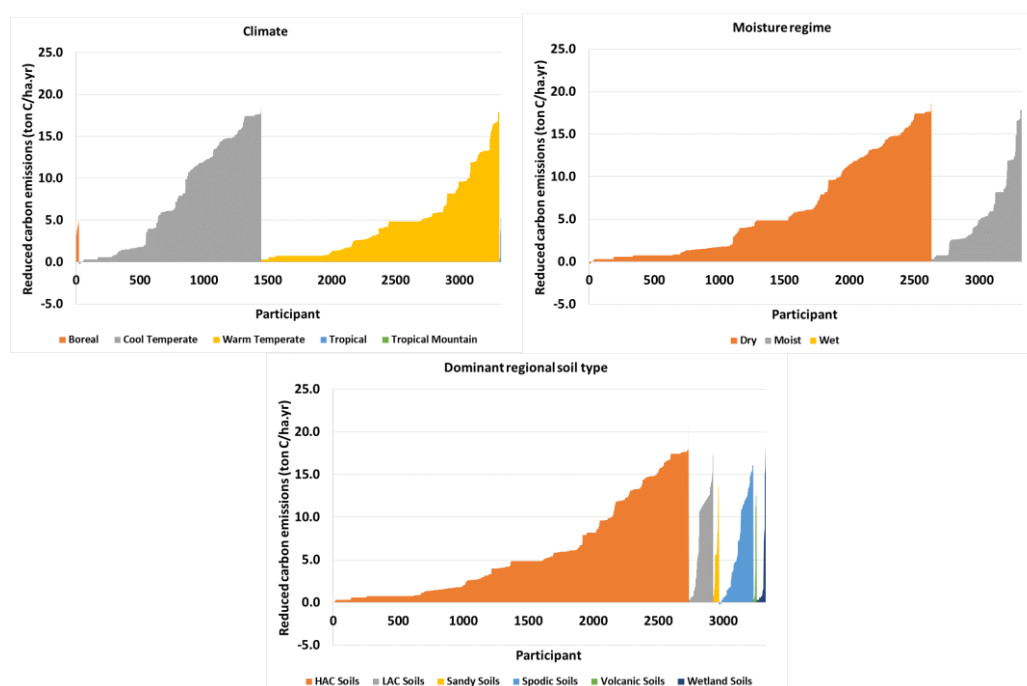 Climate
Reduced carbon emissions (ton C/ha.yr)
25.0
20.0
15.0
10.0
5.0
0.0
-5.0
0 500 1000 1500 2000 2500 3000
Participant
Boreal Cool Temperate Warm Temperate Tropical Tropical Mountain
Moisture regime
Reduced carbon emissions (ton C/ha.yr)
25.0
20.0
15.0
10.0
5.0
0.0
-5.0
0 500 1000 1500 2000 2500 3000
Participant
Dry Moist Wet
Dominant regional soil type
Reduced carbon emissions (ton C/ha.yr)
25.0
20.0
15.0
10.0
5.0
0.0
-5.0
0 500 1000 1500 2000 2500 3000
Participant
HAC Soils LAC Soils Sandy Soils Spodic Soils Volcanic Soils Wetland Soils